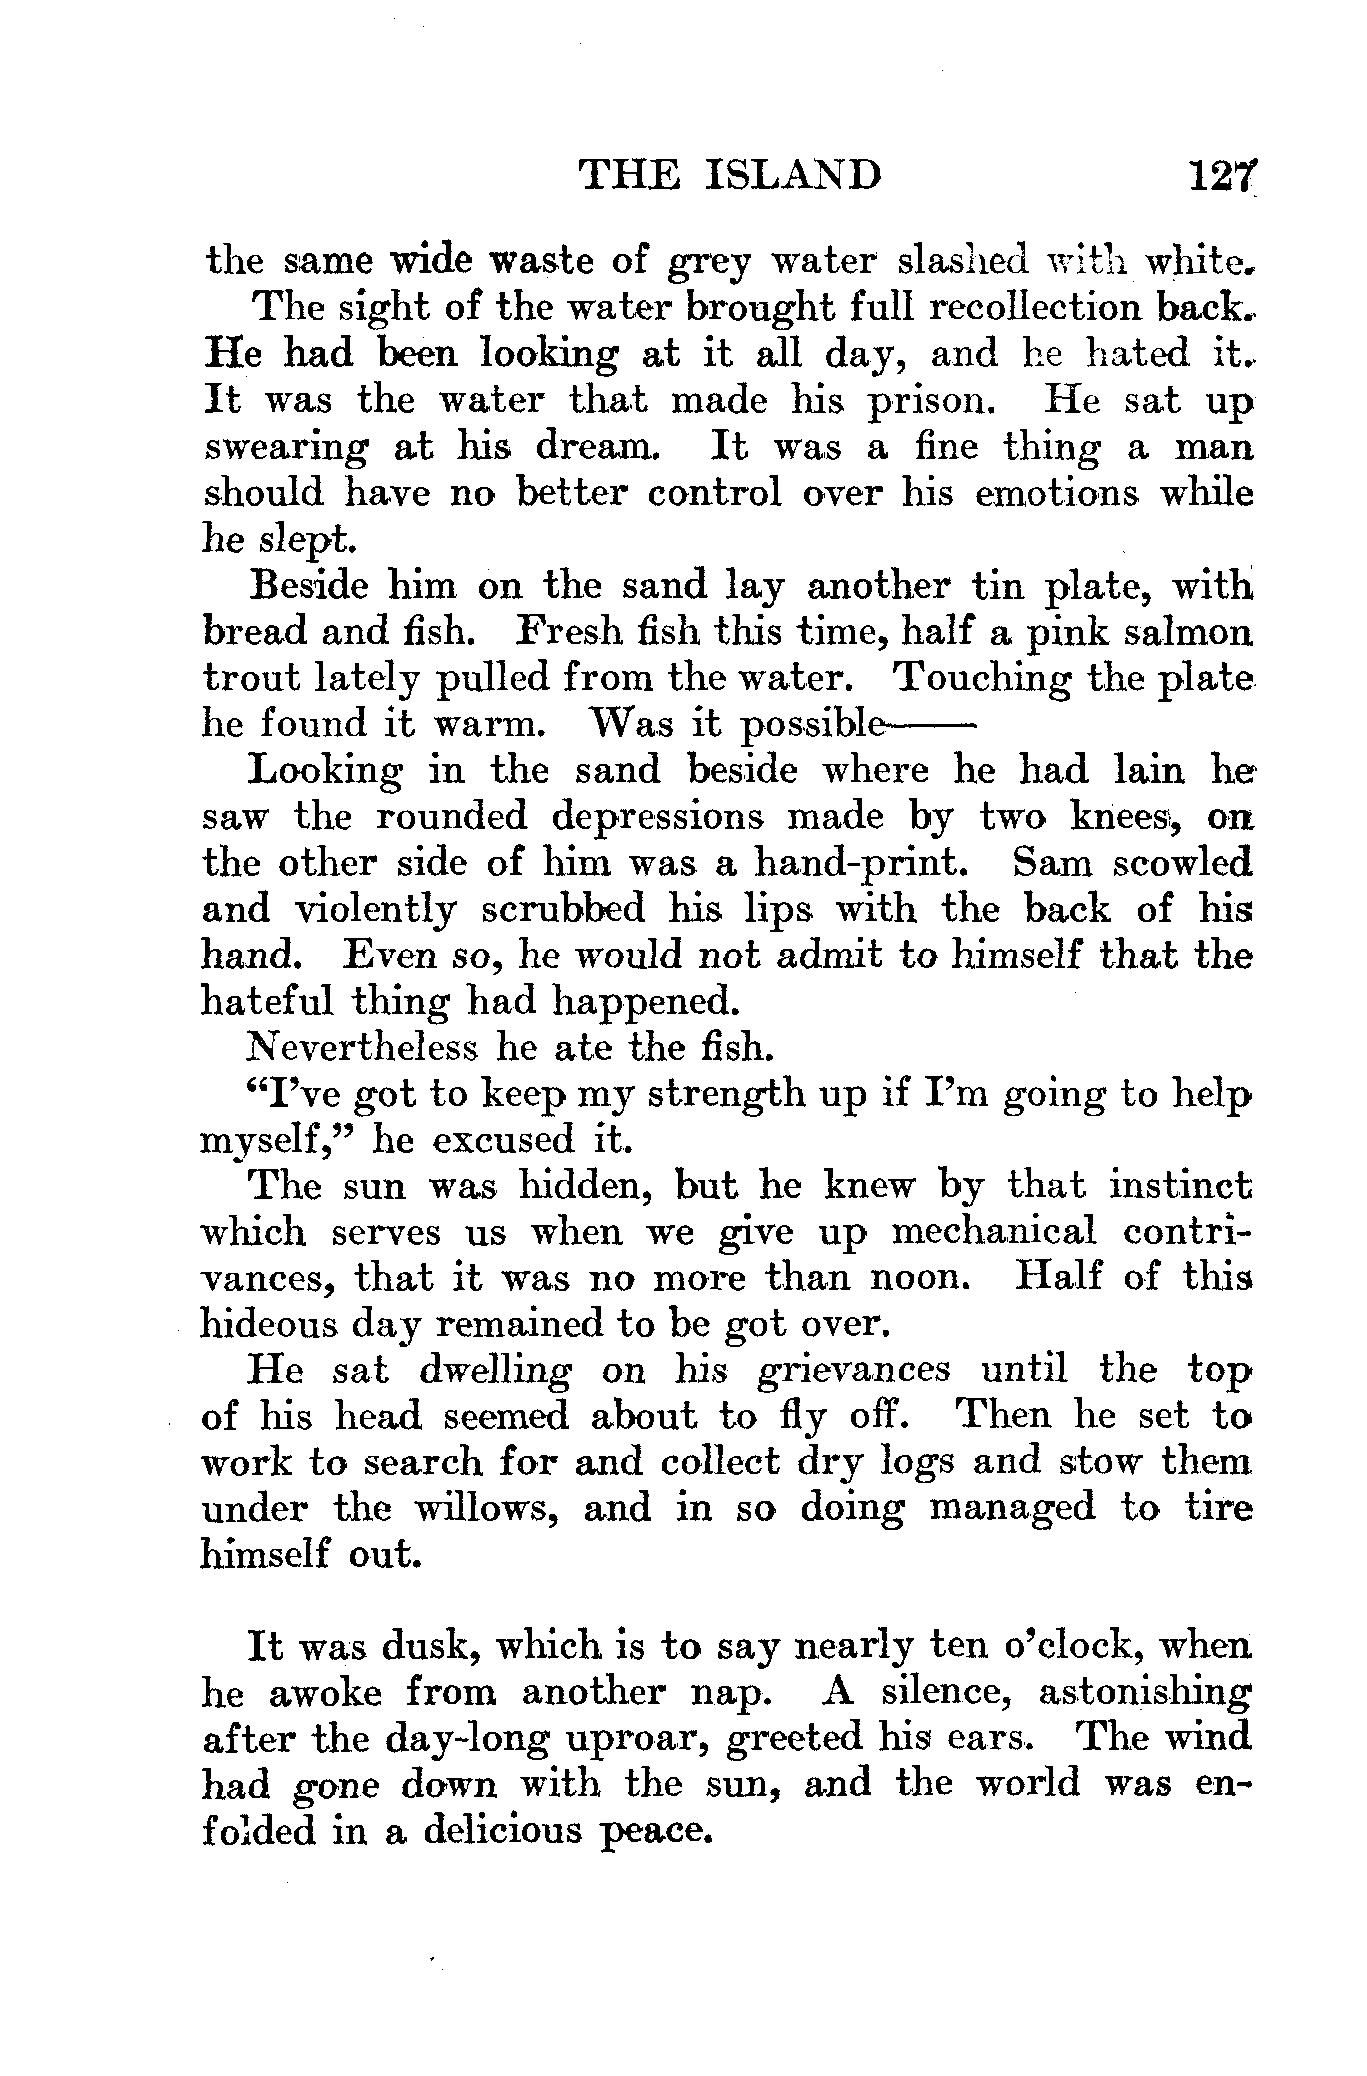 THE ISLAND 127
the same wide waste of grey water slashed with white.
The sight of the water brought full recollection back.
He had been looking at it all day, and he hated it.
It was the water that made his prison. He sat up
swearing at his dream. It was a fine thing a man
should have no better control over his emotions while
he slept.
Beside him on the sand lay another tin plate, with
bread and fish. Fresh fish this time, half a pink salmon
trout lately pulled from the water. Touching the plate
he found it warm. Was it possible——
Looking in the sand beside where he had lain he
saw the rounded depressions made by two knees, on
the other side of him was a hand-print. Sam scowled
and violently scrubbed his lips with the back of his
hand. Even so, he would not admit to himself that the
hateful thing had happened.
Nevertheless he ate the fish.
“I’ve got to keep my strength up if I’m going to help
myself,” he excused it.
The sun was hidden, but he knew by that instinct
which serves us when we give up mechanical contri-
vances, that it was no more than noon. Half of this
hideous day remained to be got over.
He sat dwelling on his grievances until the top
of his head seemed about to fly off. Then he set to
work to search for and collect dry logs and stow them
under the willows, and in so doing managed to tire
himself out.
It was dusk, which is to say nearly ten o’clock, when
he awoke from another nap. A silence, astonishing
after the day-long uproar, greeted his ears. The wind
had gone down with the sun, and the world was en-
folded in a delicious peace.